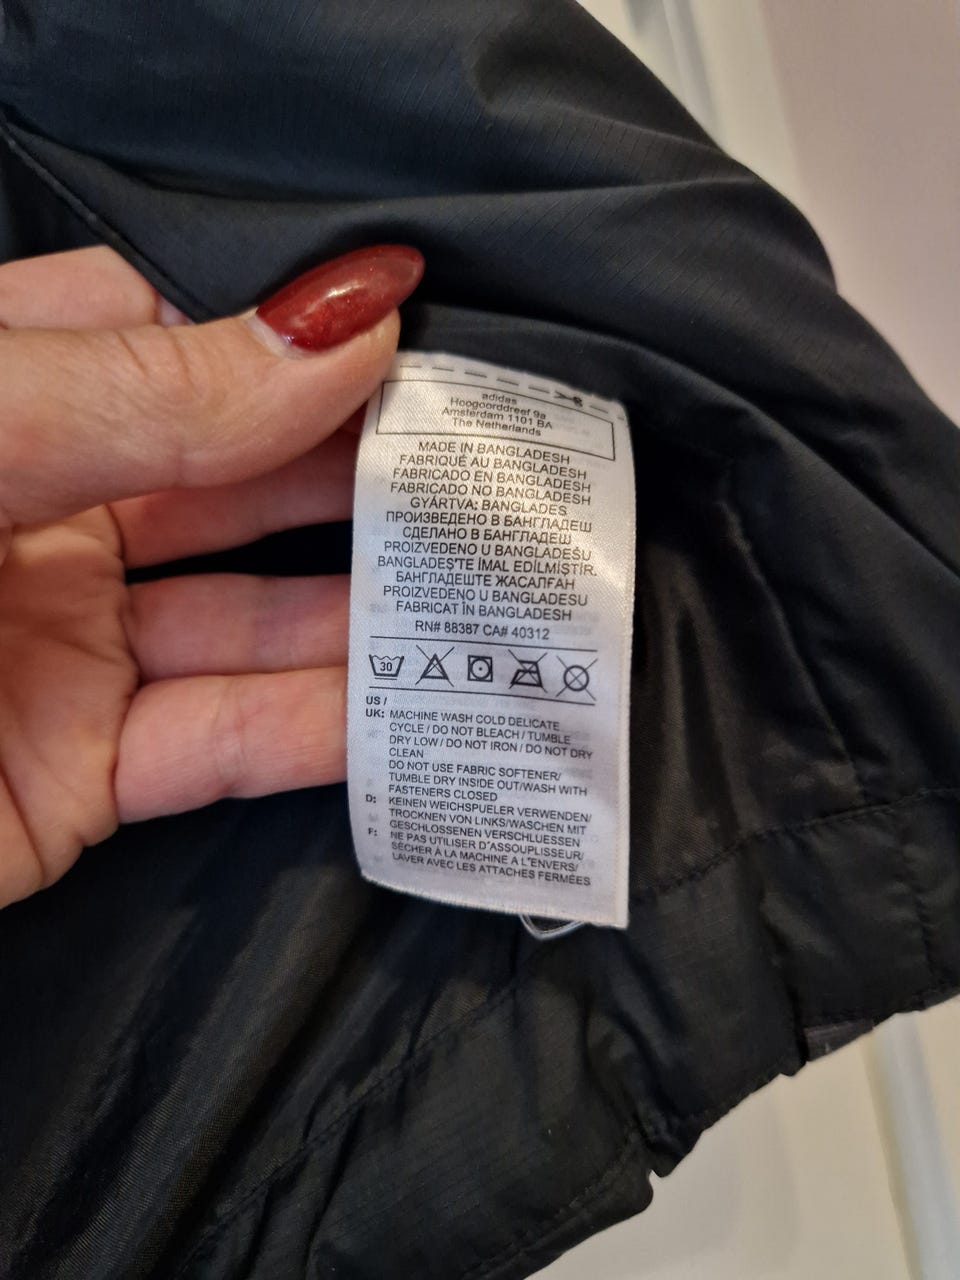 adidas
Hoogoorddreef 9a
Amsterdam 1101 BA
The Netherlands
MADE IN BANGLADESH
FABRIQUÉ AU BANGLADESH
FABRICADO EN BANGLADESH
FABRICADO NO BANGLADESH
GYÁRTVA: BANGLADES
ПРОИЗВЕДЕНО В БАНГЛАДЕШ
СДЕЛАНО В БАНГЛАДЕШ
PROIZVEDENO U BANGLADEŠU
BANGLADEŞ'TE İMAL EDİLMİŞTİR.
БАНГЛАДЕШТЕ ЖАСАЛҒАН
PROIZVEDENO U BANGLADESU
FABRICAT ÎN BANGLADESH
RN# 88387 CA# 40312
30
US /
UK: MACHINE WASH COLD DELICATE
CYCLE / DO NOT BLEACH / TUMBLE
DRY LOW / DO NOT IRON / DO NOT DRY
CLEAN
DO NOT USE FABRIC SOFTENER/
TUMBLE DRY INSIDE OUT/WASH WITH
FASTENERS CLOSED
D: KEINEN WEICHSPUELER VERWENDEN/
TROCKNEN VON LINKS/WASCHEN MIT
GESCHLOSSENEN VERSCHLUESSEN
F: NE PAS UTILISER D'ASSOUPLISSEUR/
SÉCHER À LA MACHINE A L'ENVERS/
LAVER AVEC LES ATTACHES FERMÉES